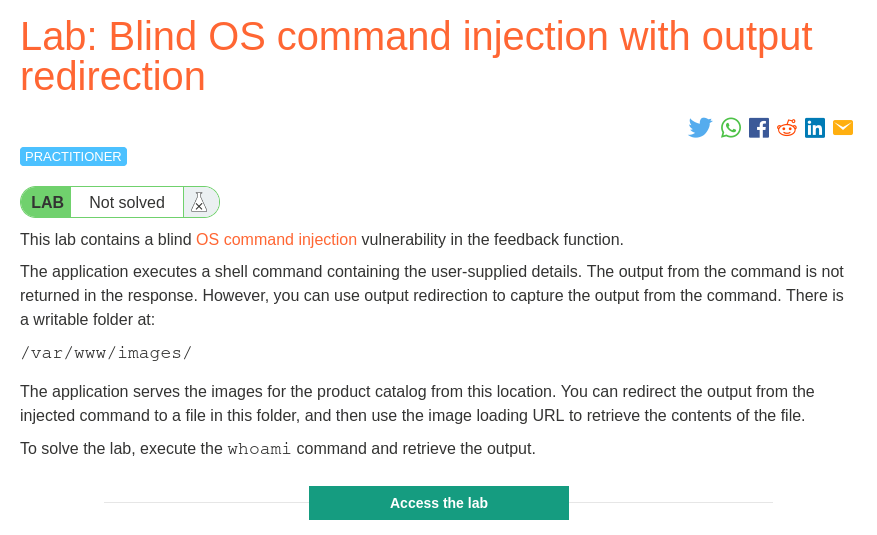 Lab: Blind OS command injection with output
redirection
PRACTITIONER
LAB Not solved
This lab contains a blind OS command injection vulnerability in the feedback function.
The application executes a shell command containing the user-supplied details. The output from the command is not
returned in the response. However, you can use output redirection to capture the output from the command. There is
a writable folder at:
/var/www/images/
The application serves the images for the product catalog from this location. You can redirect the output from the
injected command to a file in this folder, and then use the image loading URL to retrieve the contents of the file.
To solve the lab, execute the whoami command and retrieve the output.
Access the lab